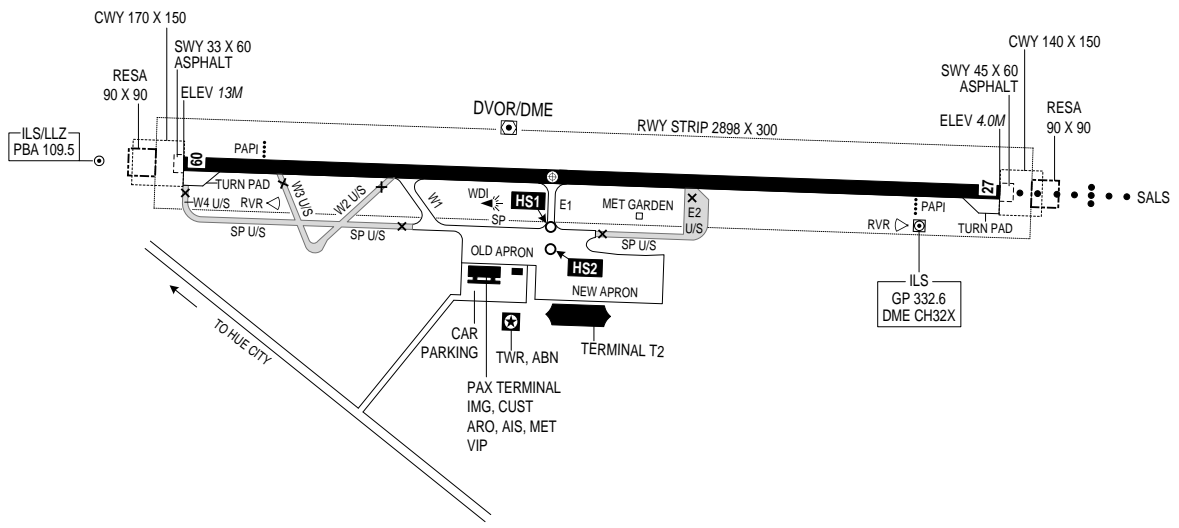 CWY 170 X 150
SWY 33 X 60
ASPHALT
RESA
90 X 90
ELEV 13M
ILS/LLZ
PBA 109.5
PAPI
09
TURN PAD
W4 U/S
RVR
W3 U/S
W2 U/S
SP U/S
SP U/S
W1
DVOR/DME
RWY STRIP 2898 X 300
WDI
HS1
SP
E1
MET GARDEN
E2
U/S
SP U/S
OLD APRON
HS2
NEW APRON
CWY 140 X 150
SWY 45 X 60
ASPHALT
ELEV 4.0M
RESA
90 X 90
27
SALS
PAPI
RVR
TURN PAD
ILS
GP 332.6
DME CH32X
TO HUE CITY
CAR
PARKING
TWR, ABN
TERMINAL T2
PAX TERMINAL
IMG, CUST
ARO, AIS, MET
VIP